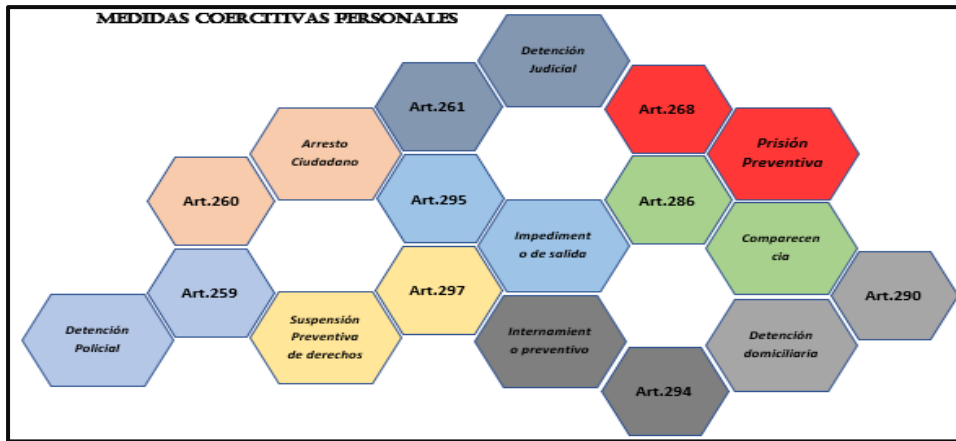 MEDIDAS COERCITIVAS PERSONALES
Detención
Judicial
Art.261
Art.268
Arresto
Ciudadano
Prisión
Preventiva
Art.260
Art.295
Art.286
Impediment
o de salida
Comparecen
cia
Art.259
Art.297
Art.290
Detención
Policial
Suspensión
Preventiva
de derechos
Internamient
o preventivo
Detención
domiciliaria
Art.294